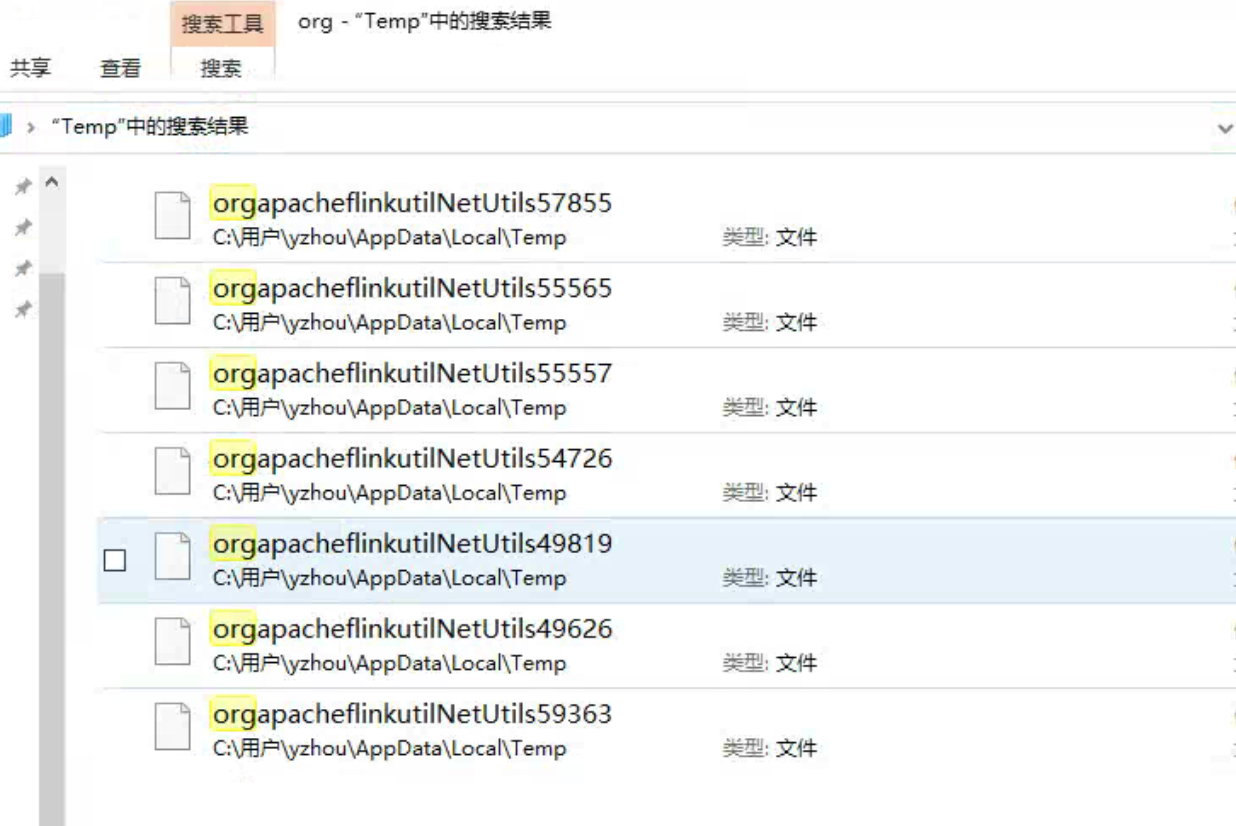 搜索工具 org - “Temp”中的搜索结果
共享 查看 搜索
“Temp”中的搜索结果
orgapacheflinkutilNetUtils57855
C:\用户\yzhou\AppData\Local\Temp 类型: 文件
orgapacheflinkutilNetUtils55565
C:\用户\yzhou\AppData\Local\Temp 类型: 文件
orgapacheflinkutilNetUtils55557
C:\用户\yzhou\AppData\Local\Temp 类型: 文件
orgapacheflinkutilNetUtils54726
C:\用户\yzhou\AppData\Local\Temp 类型: 文件
orgapacheflinkutilNetUtils49819
C:\用户\yzhou\AppData\Local\Temp 类型: 文件
orgapacheflinkutilNetUtils49626
C:\用户\yzhou\AppData\Local\Temp 类型: 文件
orgapacheflinkutilNetUtils59363
C:\用户\yzhou\AppData\Local\Temp 类型: 文件